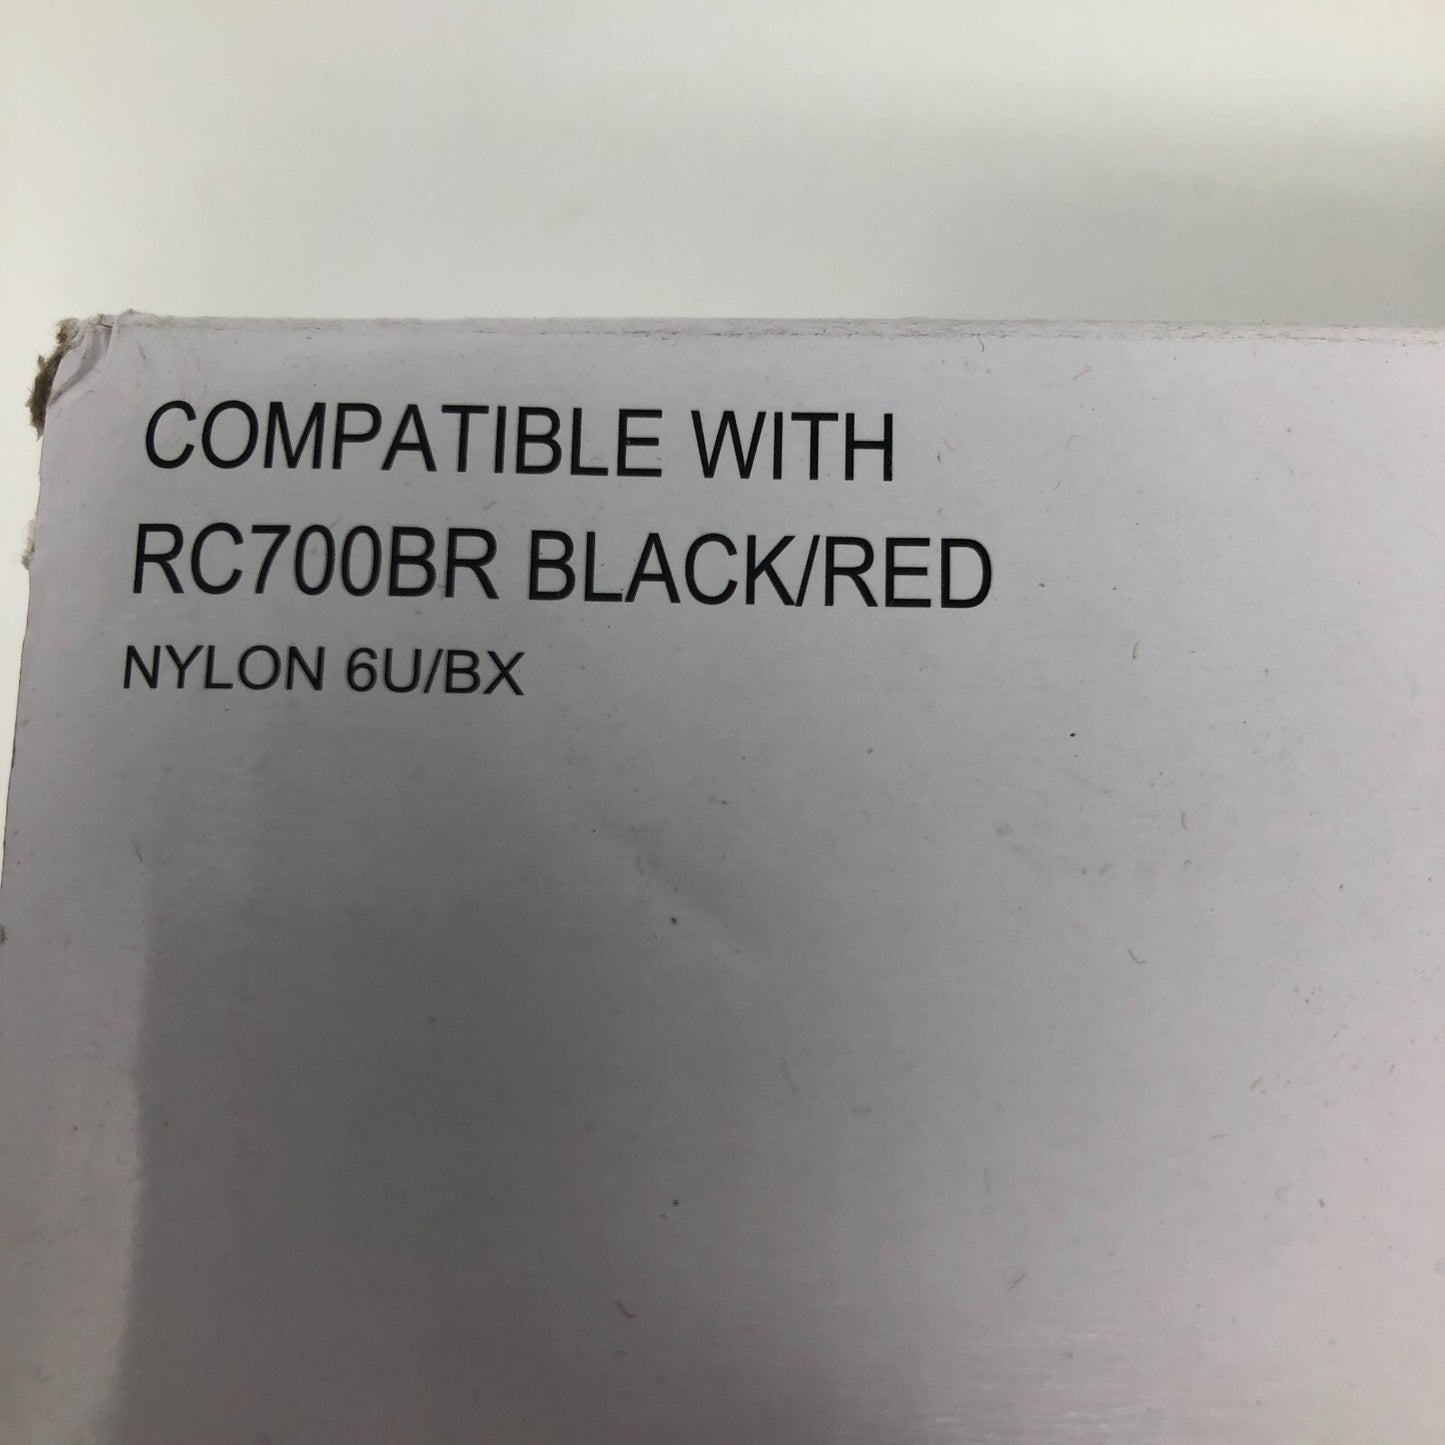 COMPATIBLE WITH
RC700BR BLACK/RED
NYLON 6U/BX